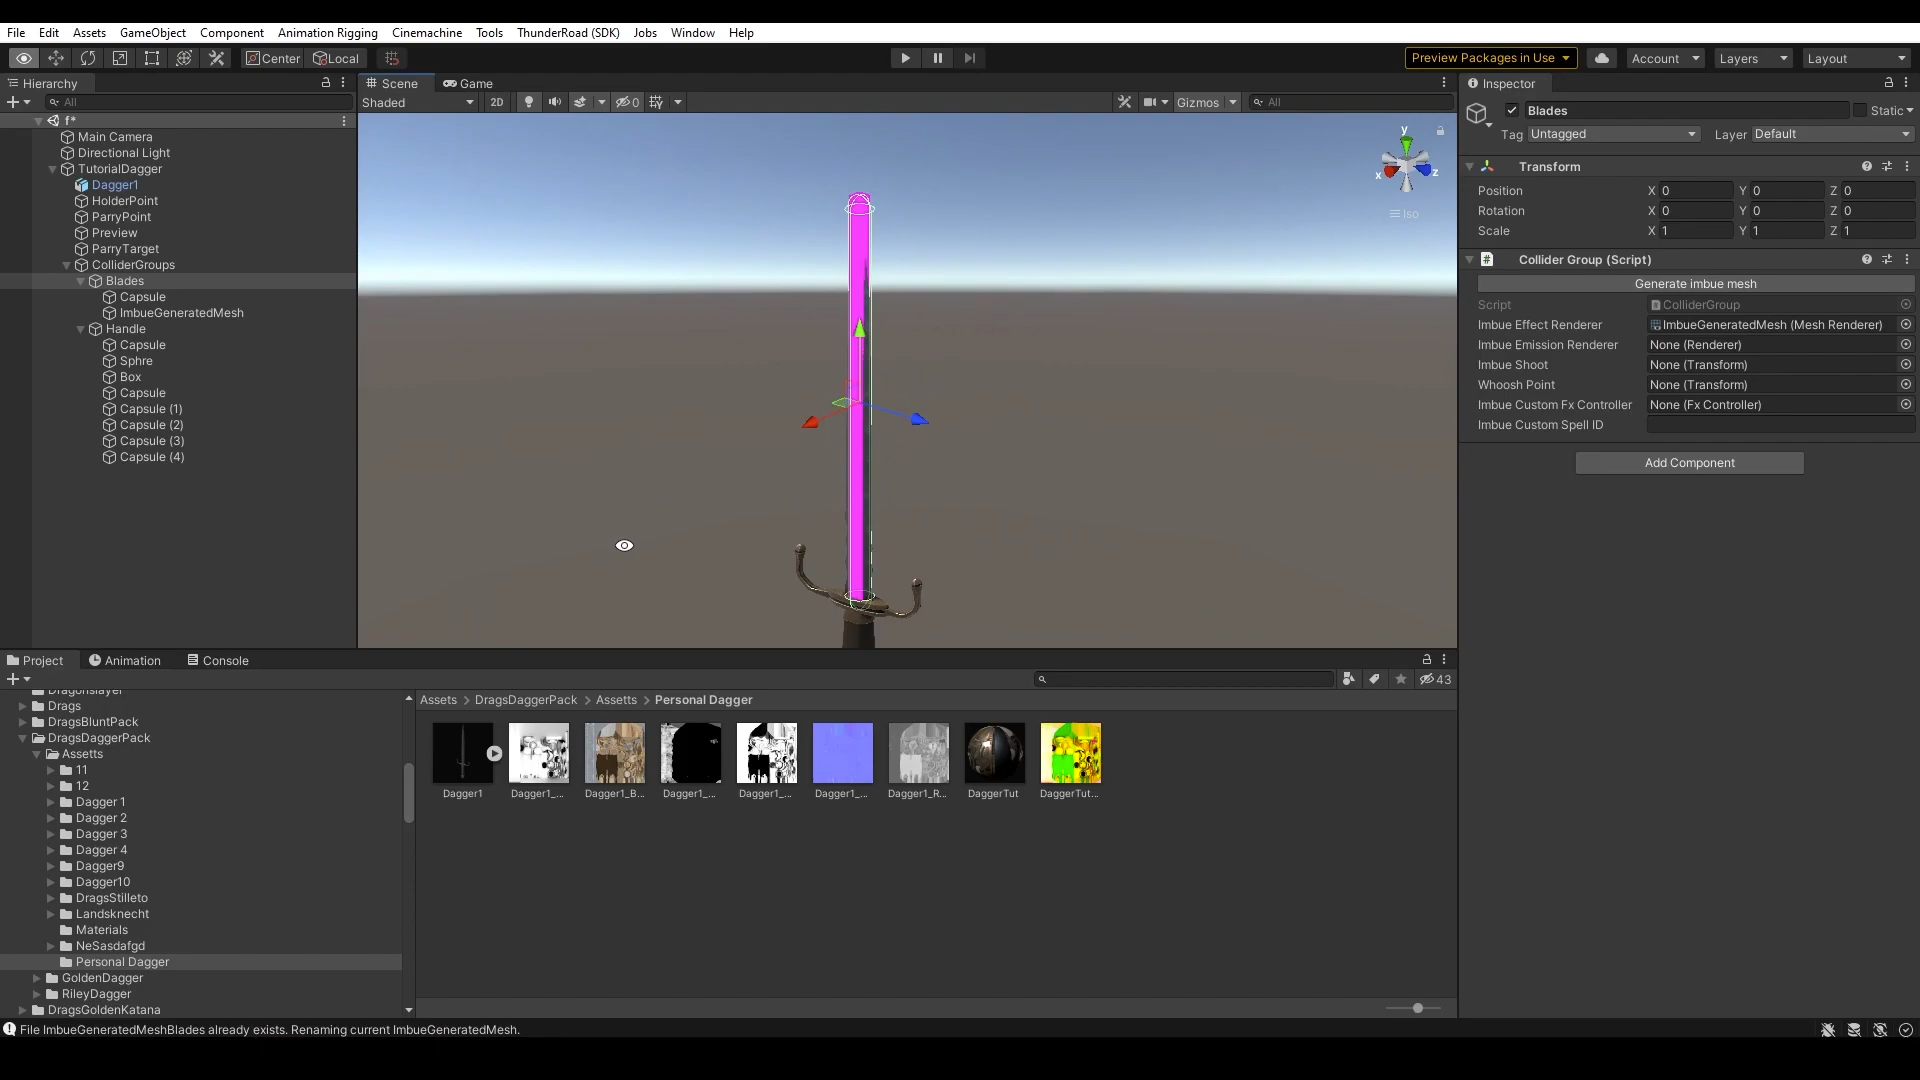 File Edit Assets GameObject Component Animation Rigging Cinemachine Tools ThunderRoad (SDK) Jobs Window Help
Center Local Preview Packages in Use Account Layers Layout
Hierarchy
All
f*
Main Camera
Directional Light
TutorialDagger
Dagger1
HolderPoint
ParryPoint
Preview
ParryTarget
ColliderGroups
Blades
Capsule
ImbueGeneratedMesh
Handle
Capsule
Sphre
Box
Capsule
Capsule (1)
Capsule (2)
Capsule (3)
Capsule (4)
Scene Game
Shaded 2D 0 Gizmos All
y
x z
Iso
Inspector
Blades Static
Tag Untagged Layer Default
Transform
Position X 0 Y 0 Z 0
Rotation X 0 Y 0 Z 0
Scale X 1 Y 1 Z 1
# Collider Group (Script)
Generate imbue mesh
Script ColliderGroup
Imbue Effect Renderer ImbueGeneratedMesh (Mesh Renderer)
Imbue Emission Renderer None (Renderer)
Imbue Shoot None (Transform)
Whoosh Point None (Transform)
Imbue Custom Fx Controller None (Fx Controller)
Imbue Custom Spell ID
Add Component
Project Animation Console
43
Dragonslayer
Drags
DragsBluntPack
DragsDaggerPack
Assetts
11
12
Dagger 1
Dagger 2
Dagger 3
Dagger 4
Dagger9
Dagger10
DragsStilleto
Landsknecht
Materials
NeSasdafgd
Personal Dagger
GoldenDagger
RileyDagger
DragsGoldenKatana
Assets > DragsDaggerPack > Assetts > Personal Dagger
Dagger1 Dagger1_... Dagger1_B... Dagger1_... Dagger1_... Dagger1_... Dagger1_R... DaggerTut DaggerTut...
File ImbueGeneratedMeshBlades already exists. Renaming current ImbueGeneratedMesh.